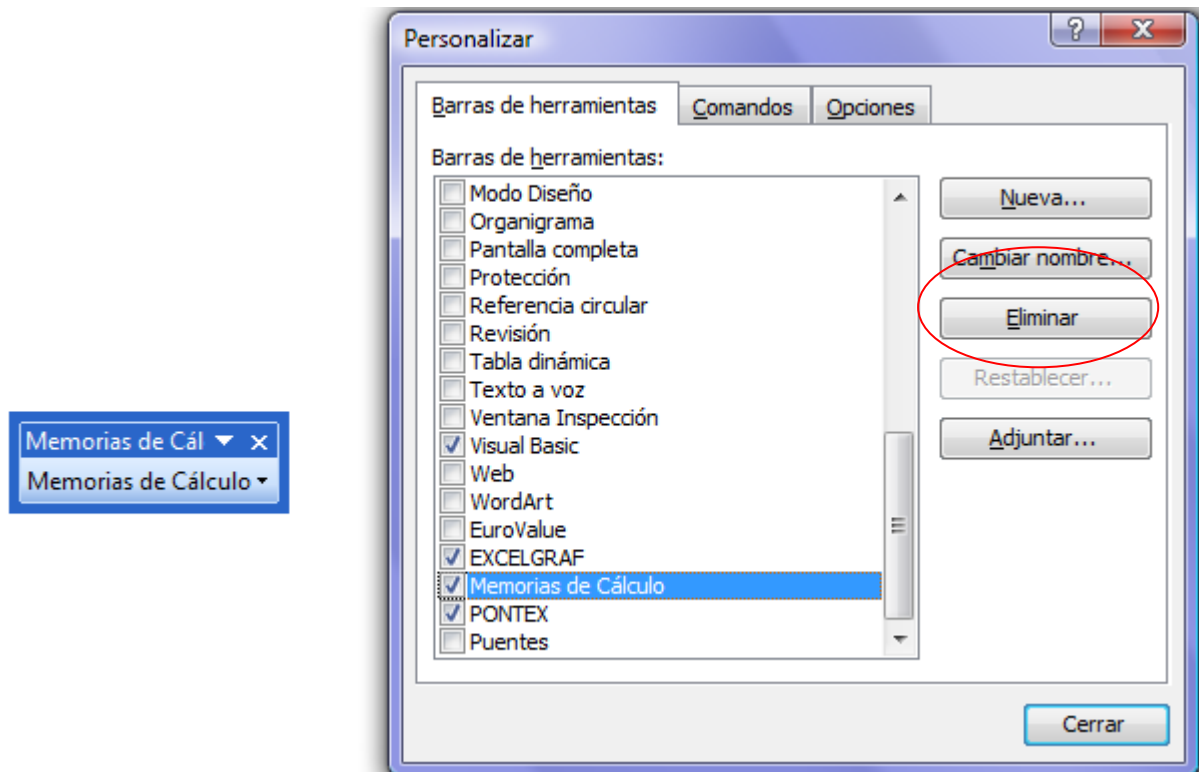 Personalizar
?
Barras de herramientas
Comandos
Opciones
Barras de herramientas:
Modo Diseño
Organigrama
Pantalla completa
Protección
Referencia circular
Revisión
Tabla dinámica
Texto a voz
Ventana Inspección
Visual Basic
Web
WordArt
EuroValue
EXCELGRAF
Memorias de Cálculo
PONTEX
Puentes
Nueva...
Cambiar nombre...
Eliminar
Restablecer...
Adjuntar...
Cerrar
Memorias de Cál
Memorias de Cálculo